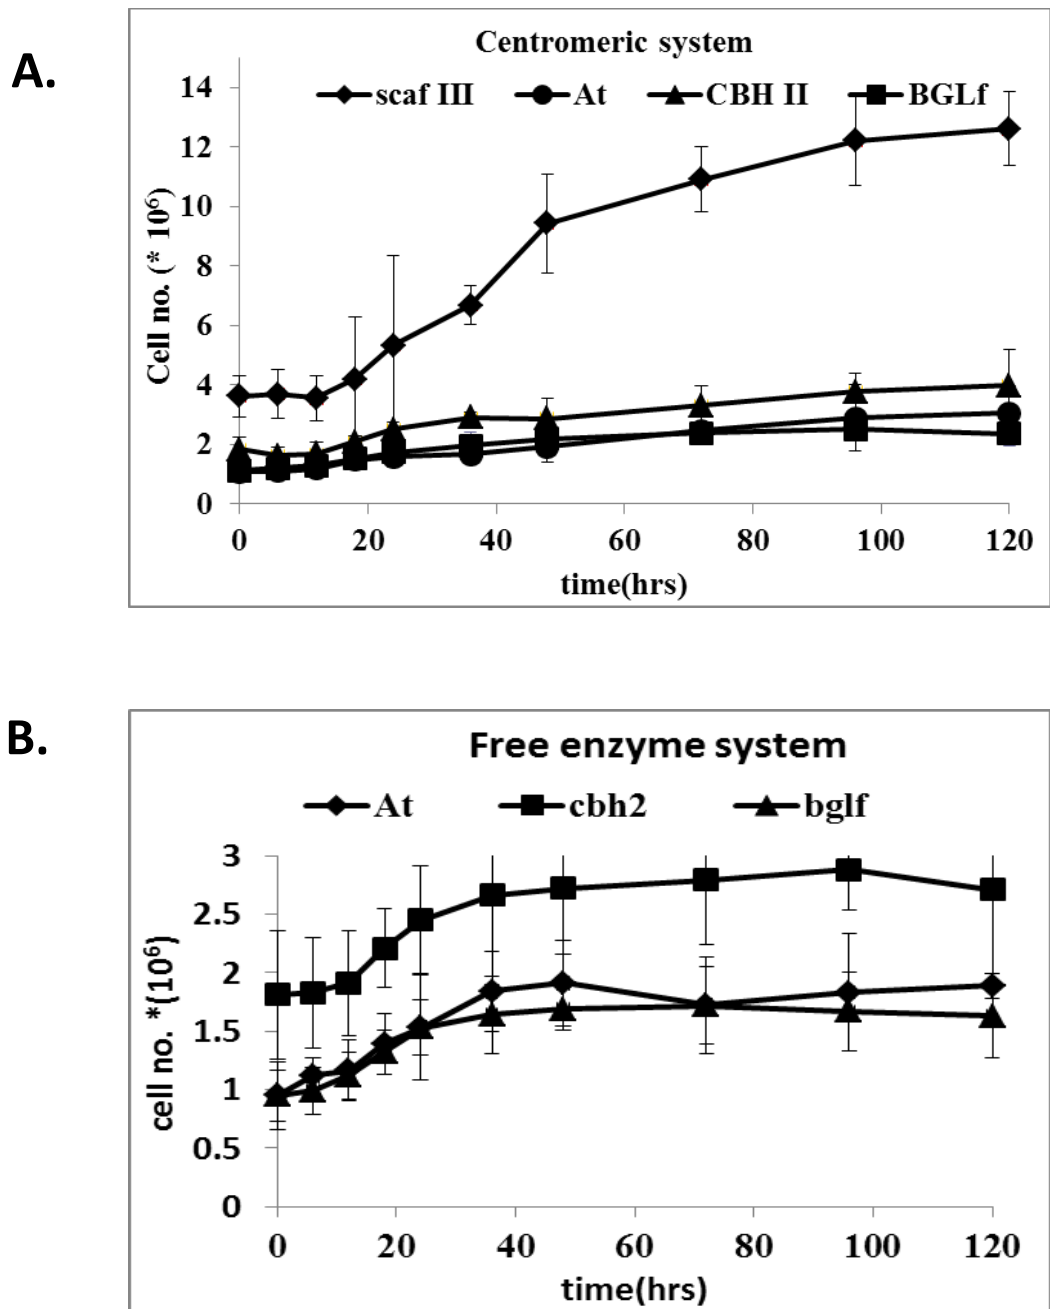 A.
Centromeric system
scaf III At CBH II BGLf
14
12
10
8
6
4
2
0
Cell no. (* 10⁶)
0 20 40 60 80 100 120
time(hrs)
B.
Free enzyme system
At cbh2 bglf
3
2.5
2
1.5
1
0.5
0
cell no. *(10⁶)
0 20 40 60 80 100 120
time(hrs)